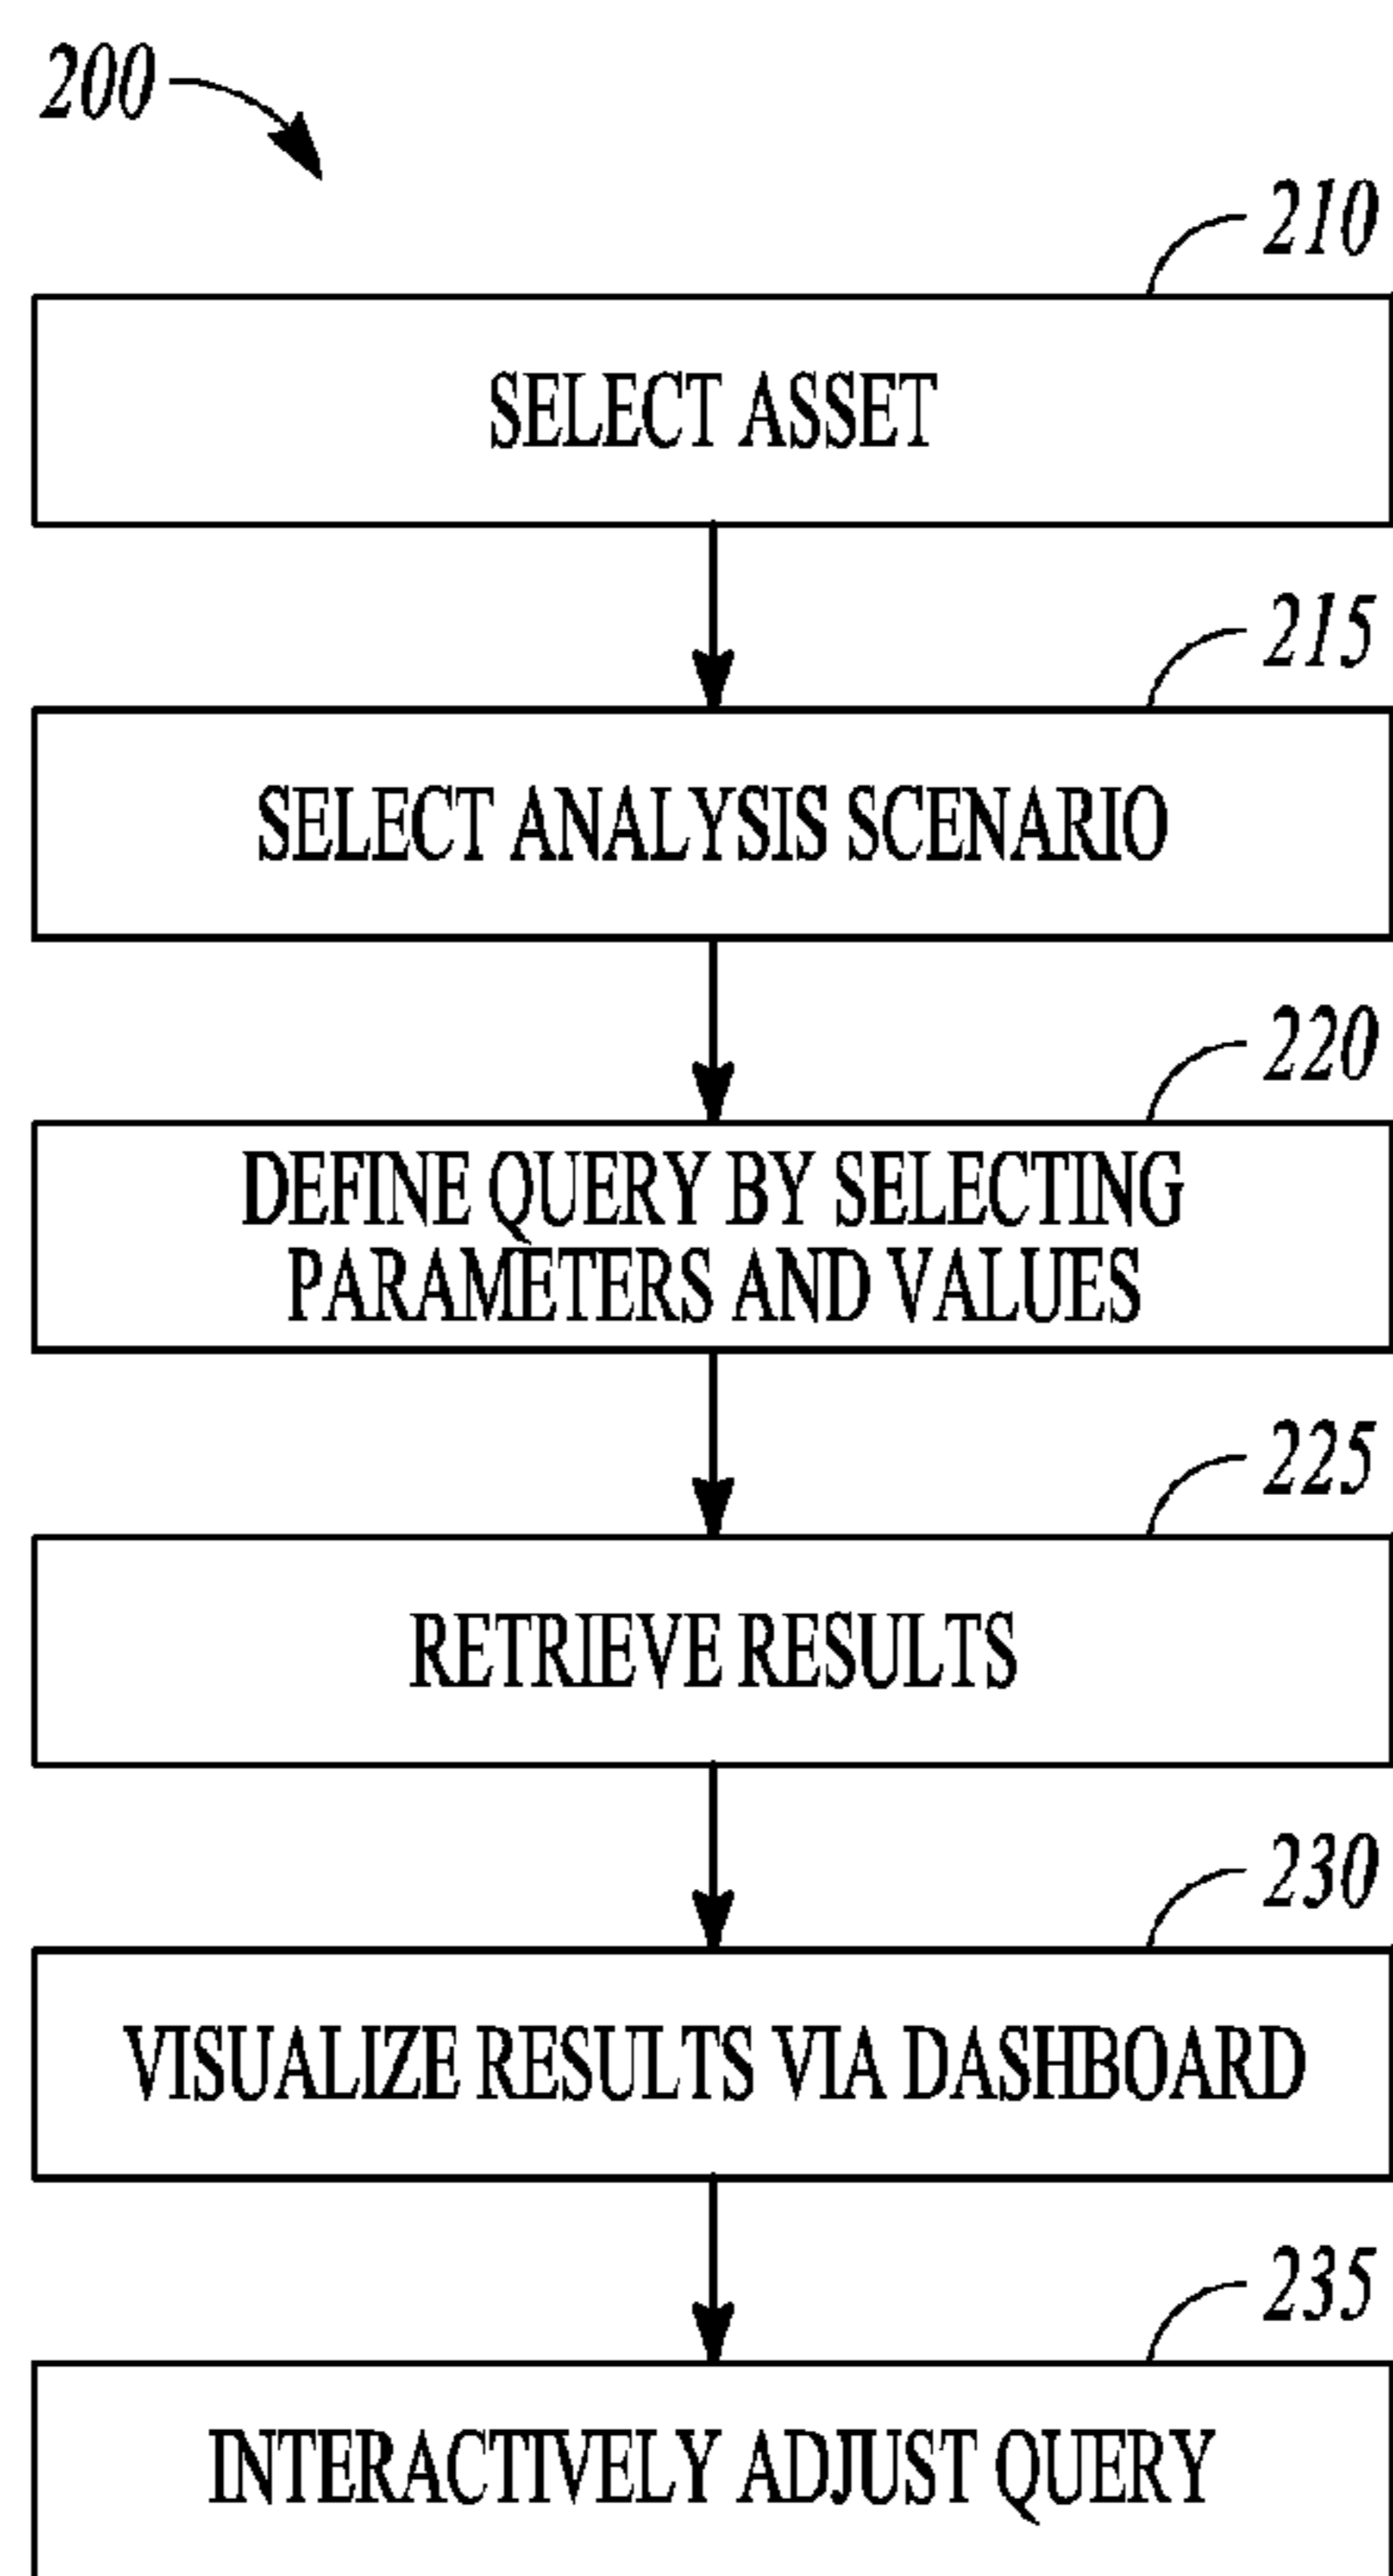 200
210
SELECT ASSET
215
SELECT ANALYSIS SCENARIO
220
DEFINE QUERY BY SELECTING
PARAMETERS AND VALUES
225
RETRIEVE RESULTS
230
VISUALIZE RESULTS VIA DASHBOARD
235
INTERACTIVELY ADJUST QUERY